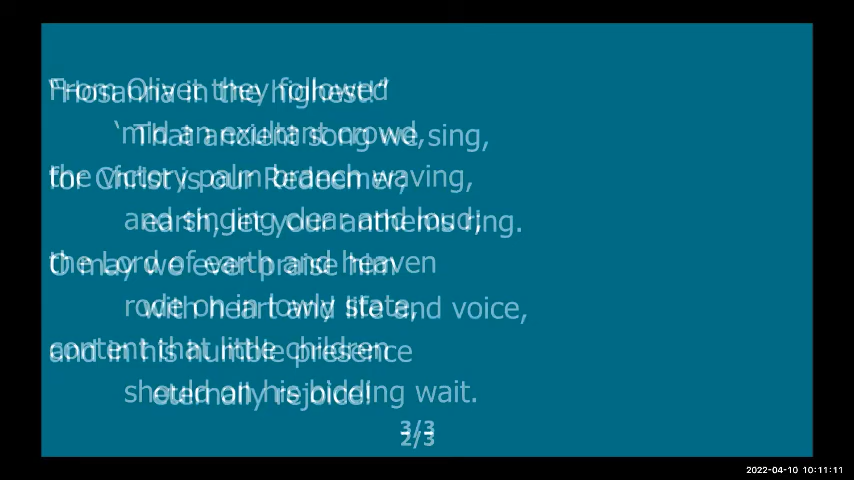 From Olivet they followed
‘mid an exultant crowd,
the victory palm branch waving,
and singing clear and loud;
the Lord of earth and heaven
rode on in lowly state,
content that little children
should on his bidding wait.
2/3
“Hosanna in the highest!”
That ancient song we sing,
for Christ is our Redeemer;
earth, let your anthems ring.
O may we ever praise him
with heart and life and voice,
and in his humble presence
eternally rejoice!
3/3
2022-04-10 10:11:11